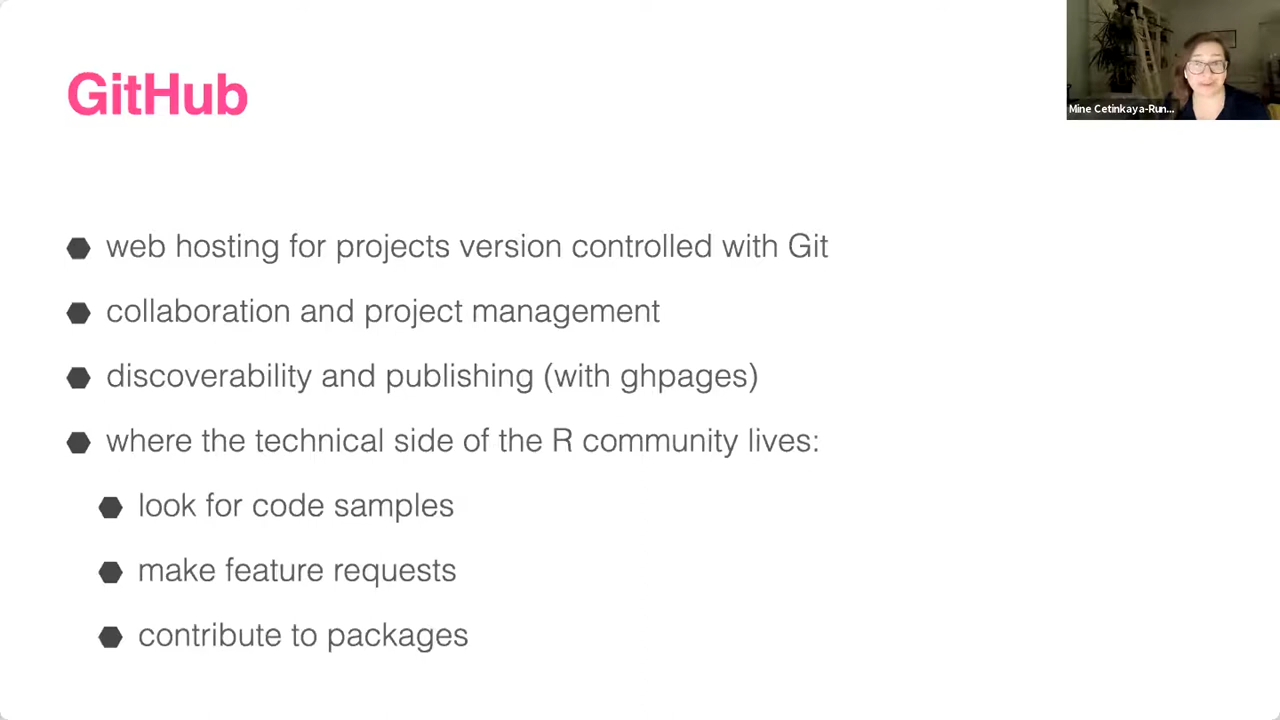 GitHub
Mine Cetinkaya-Run...
web hosting for projects version controlled with Git
collaboration and project management
discoverability and publishing (with ghpages)
where the technical side of the R community lives:
look for code samples
make feature requests
contribute to packages